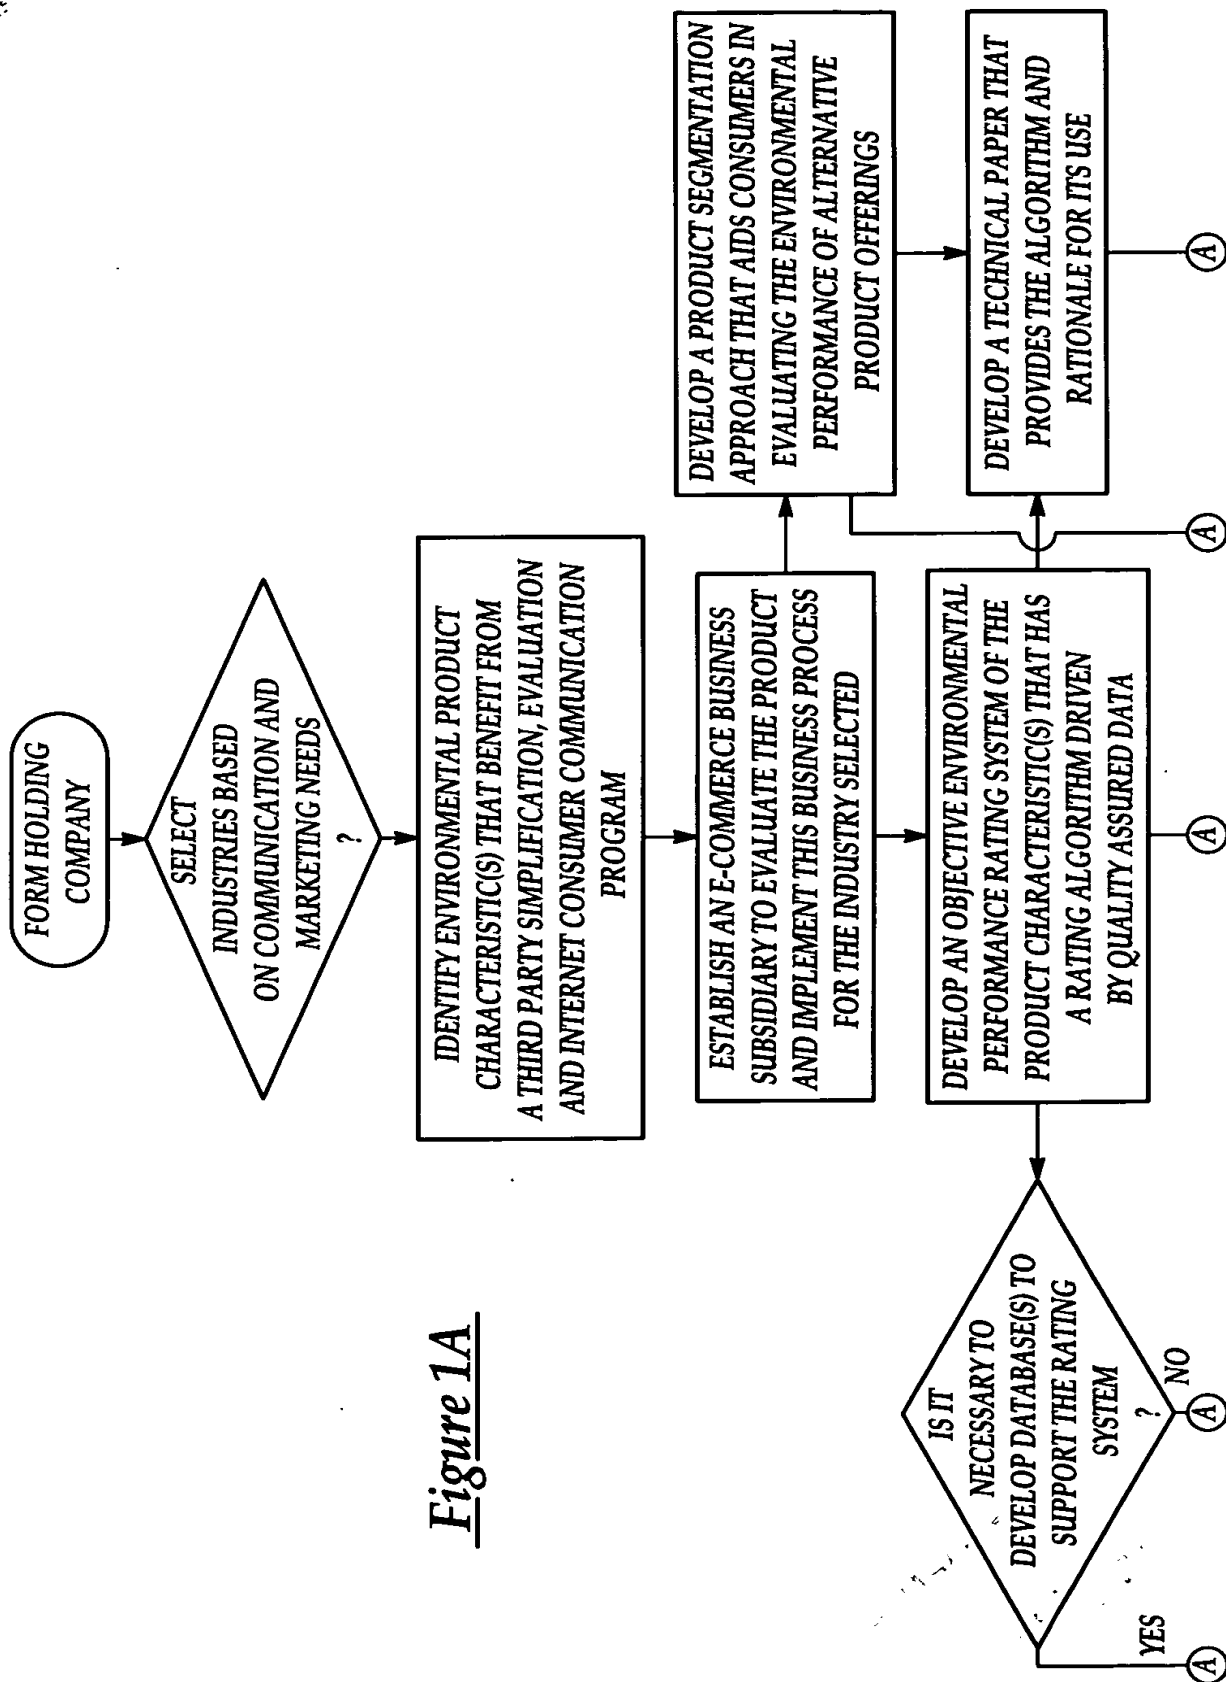 FORM HOLDING
COMPANY
SELECT
INDUSTRIES BASED
ON COMMUNICATION AND
MARKETING NEEDS
?
IDENTIFY ENVIRONMENTAL PRODUCT
CHARACTERISTIC(S) THAT BENEFIT FROM
A THIRD PARTY SIMPLIFICATION, EVALUATION
AND INTERNET CONSUMER COMMUNICATION
PROGRAM
ESTABLISH AN E-COMMERCE BUSINESS
SUBSIDIARY TO EVALUATE THE PRODUCT
AND IMPLEMENT THIS BUSINESS PROCESS
FOR THE INDUSTRY SELECTED
DEVELOP A PRODUCT SEGMENTATION
APPROACH THAT AIDS CONSUMERS IN
EVALUATING THE ENVIRONMENTAL
PERFORMANCE OF ALTERNATIVE
PRODUCT OFFERINGS
IS IT
NECESSARY TO
DEVELOP DATABASE(S) TO
SUPPORT THE RATING
SYSTEM
?
YES
NO
DEVELOP AN OBJECTIVE ENVIRONMENTAL
PERFORMANCE RATING SYSTEM OF THE
PRODUCT CHARACTERISTIC(S) THAT HAS
A RATING ALGORITHM DRIVEN
BY QUALITY ASSURED DATA
DEVELOP A TECHNICAL PAPER THAT
PROVIDES THE ALGORITHM AND
RATIONALE FOR ITS USE
A
A
A
A
A
Figure 1A